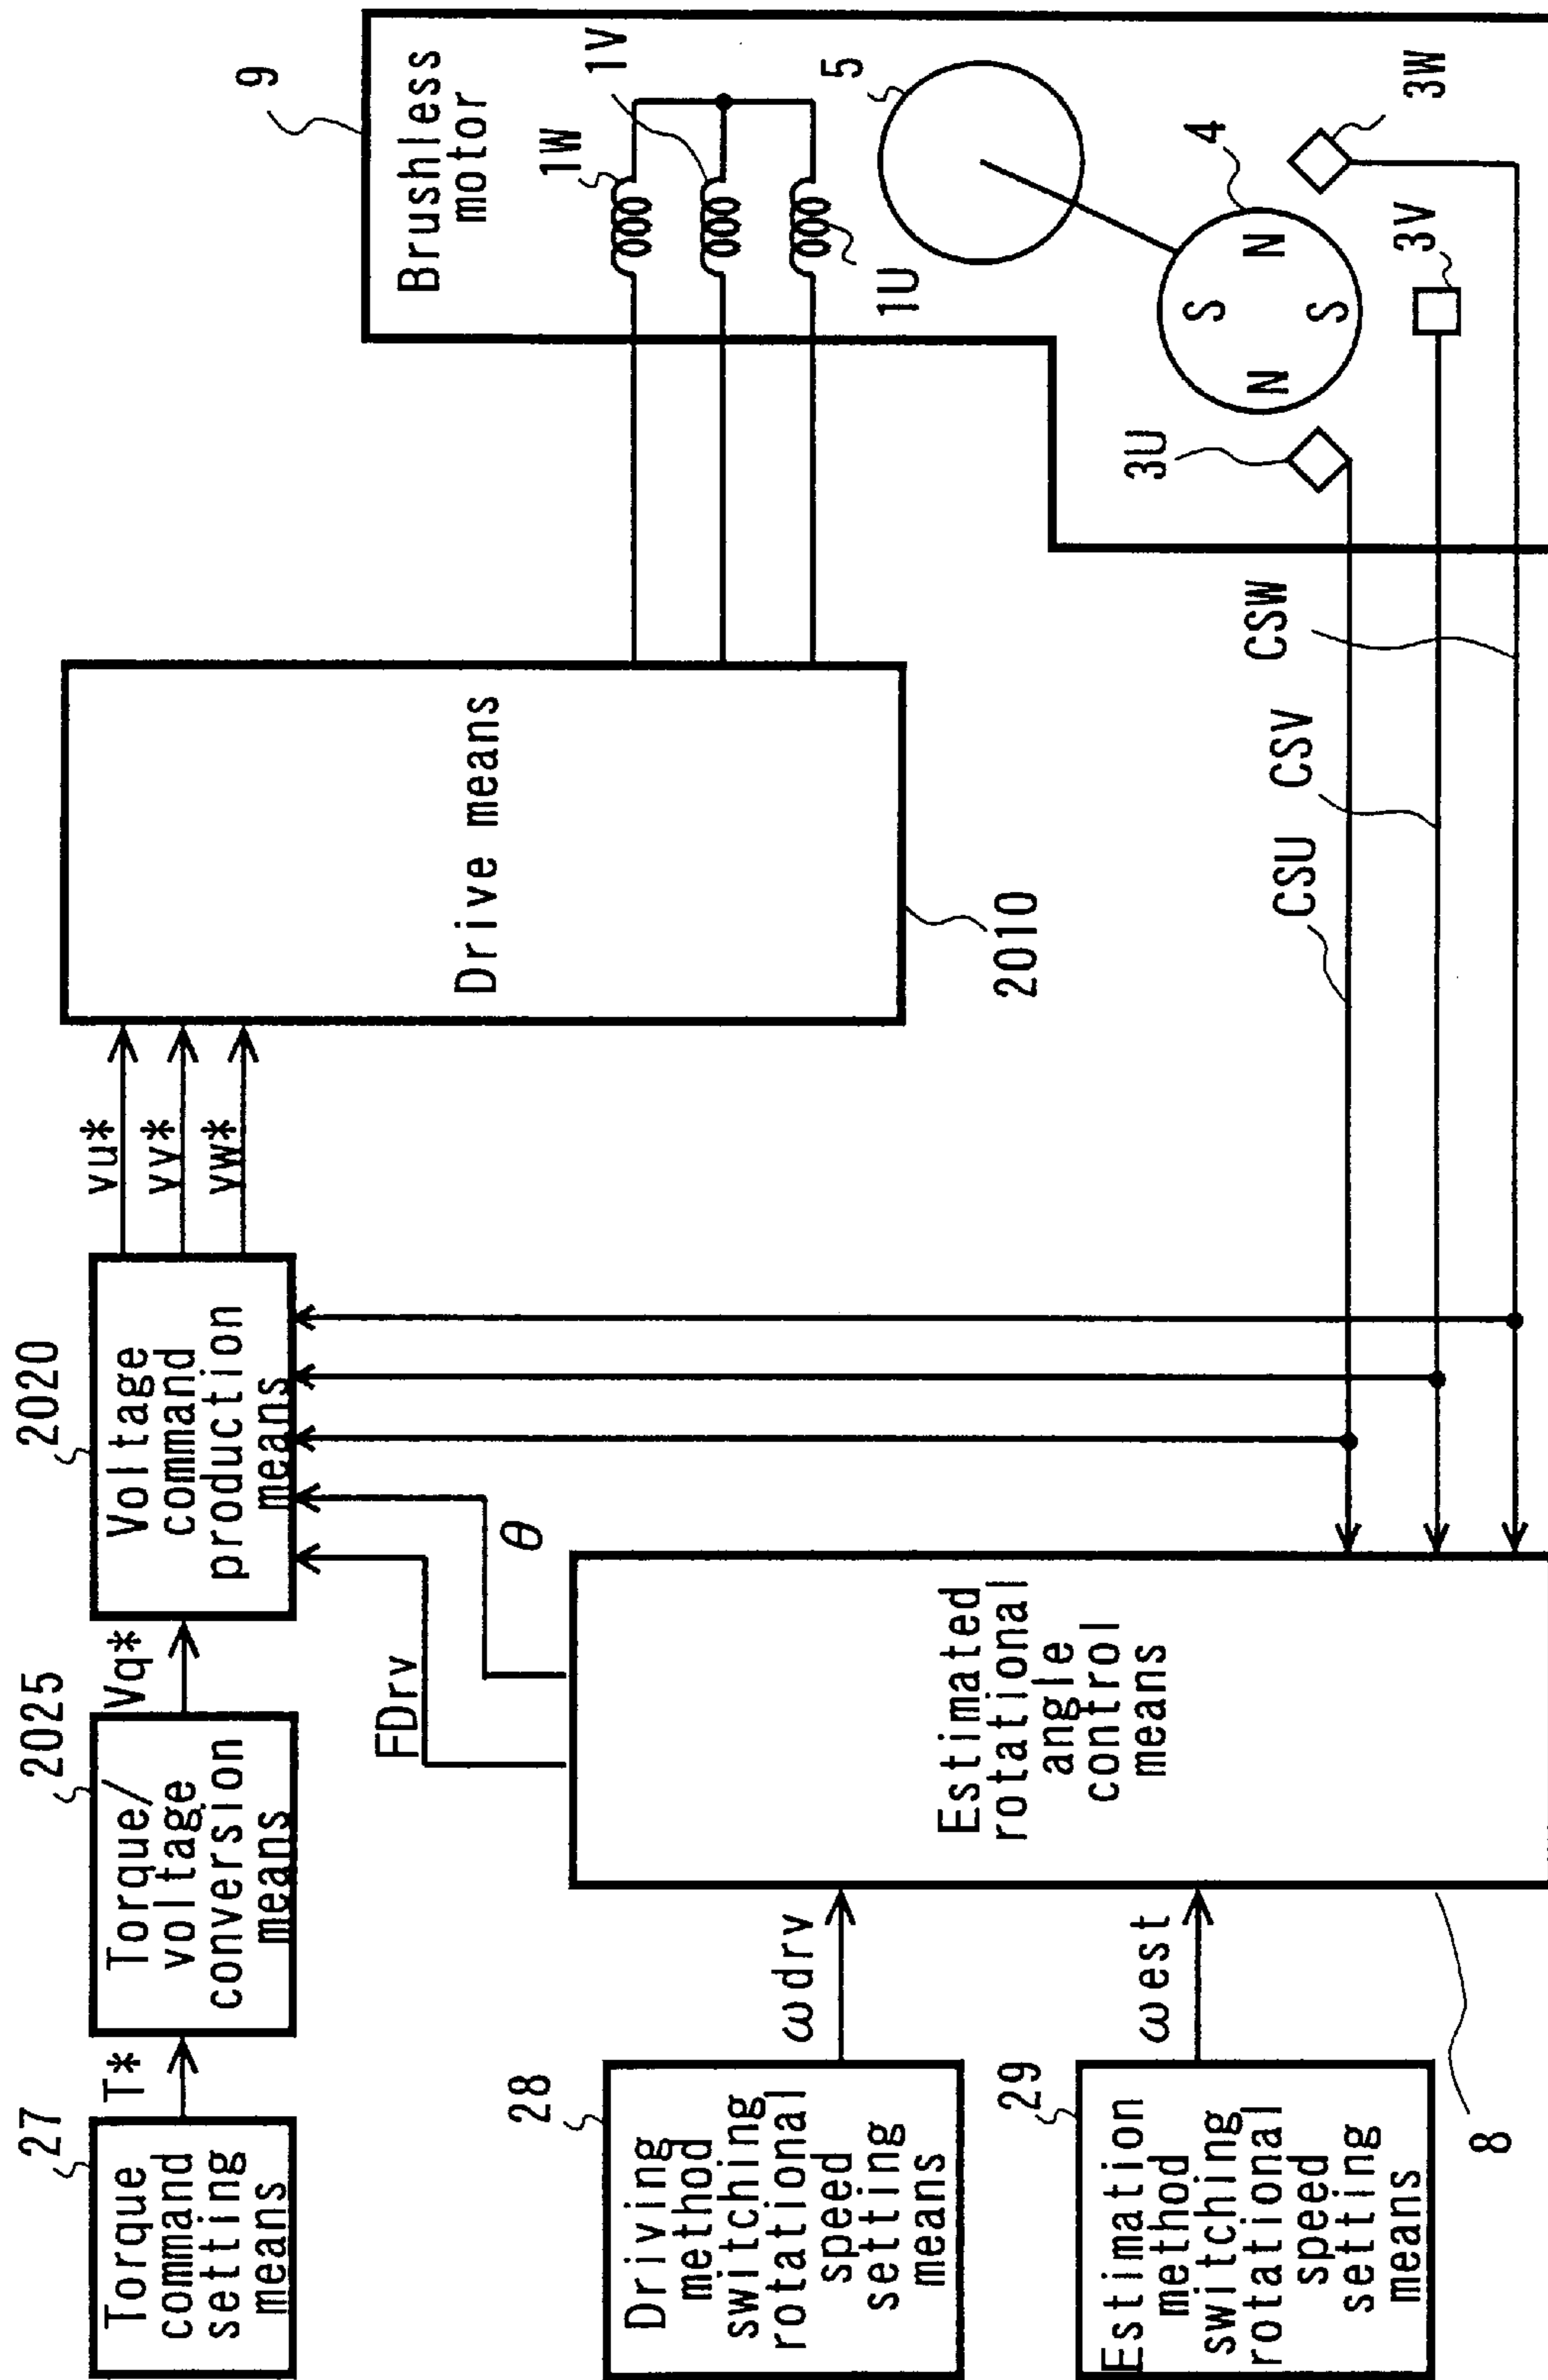 27
Torque
command
setting
means
T*
2025
Torque/
voltage
conversion
means
Vq*
2020
Voltage
command
production
means
vu*
vv*
vw*
Drive means
2010
9
Brushless
motor
1W
1V
1U
5
4
S
N
N
S
3U
3V
3W
CSU
CSV
CSW
FDrv
θ
Estimated
rotational
angle
control
means
8
28
Driving
method
switching
rotational
speed
setting
means
ωdrv
29
Estimation
method
switching
rotational
speed
setting
means
ωest